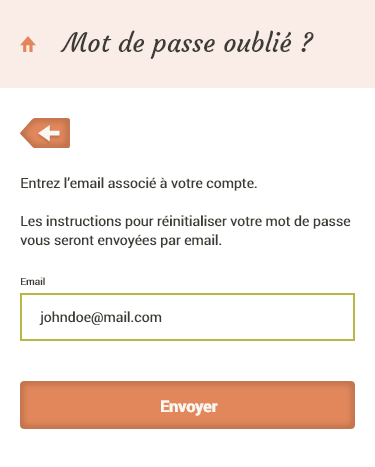 Mot de passe oublié ?
Entrez l’email associé à votre compte.
Les instructions pour réinitialiser votre mot de passe
vous seront envoyées par email.
Email
johndoe@mail.com
Envoyer